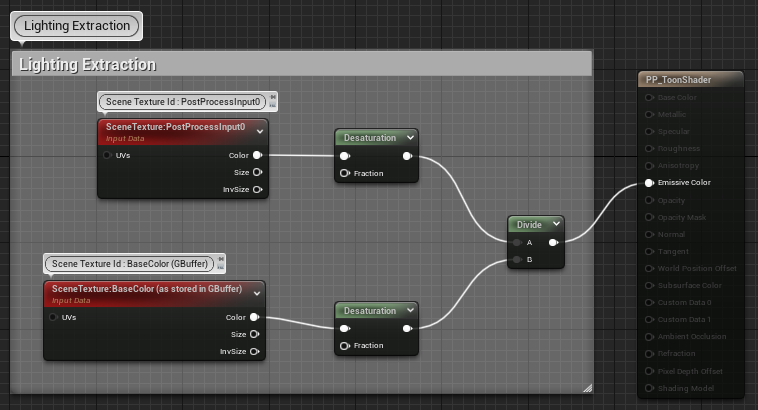 Lighting Extraction
Lighting Extraction
Scene Texture Id : PostProcessInput0
SceneTexture:PostProcessInput0
Input Data
UVs
Color
Size
InvSize
Desaturation
Fraction
Scene Texture Id : BaseColor (GBuffer)
SceneTexture:BaseColor (as stored in GBuffer)
Input Data
UVs
Color
Size
InvSize
Desaturation
Fraction
Divide
A
B
PP_ToonShader
Base Color
Metallic
Specular
Roughness
Anisotropy
Emissive Color
Opacity
Opacity Mask
Normal
Tangent
World Position Offset
Subsurface Color
Custom Data 0
Custom Data 1
Ambient Occlusion
Refraction
Pixel Depth Offset
Shading Model